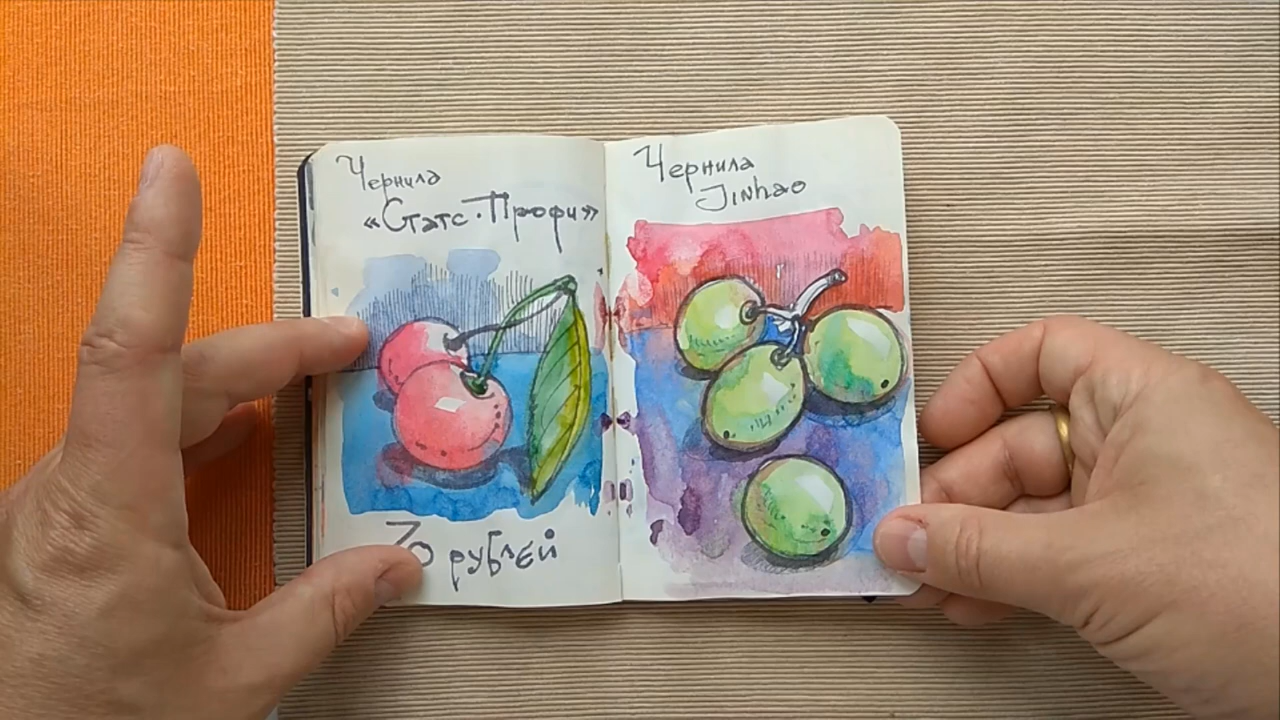 Чернила
«Статс·Профи»
70 рублей
Чернила
Jinhao